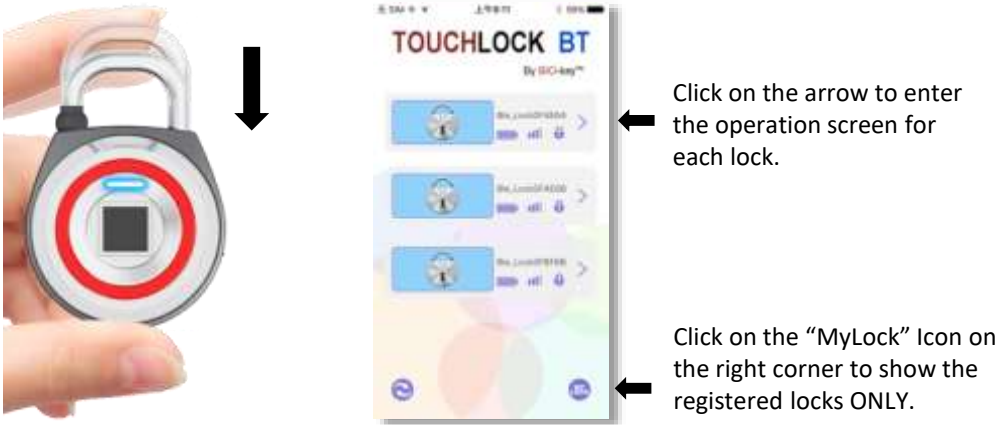 TOUCHLOCK BT
By BIO-key™
Click on the arrow to enter
the operation screen for
each lock.
Click on the “MyLock” Icon on
the right corner to show the
registered locks ONLY.